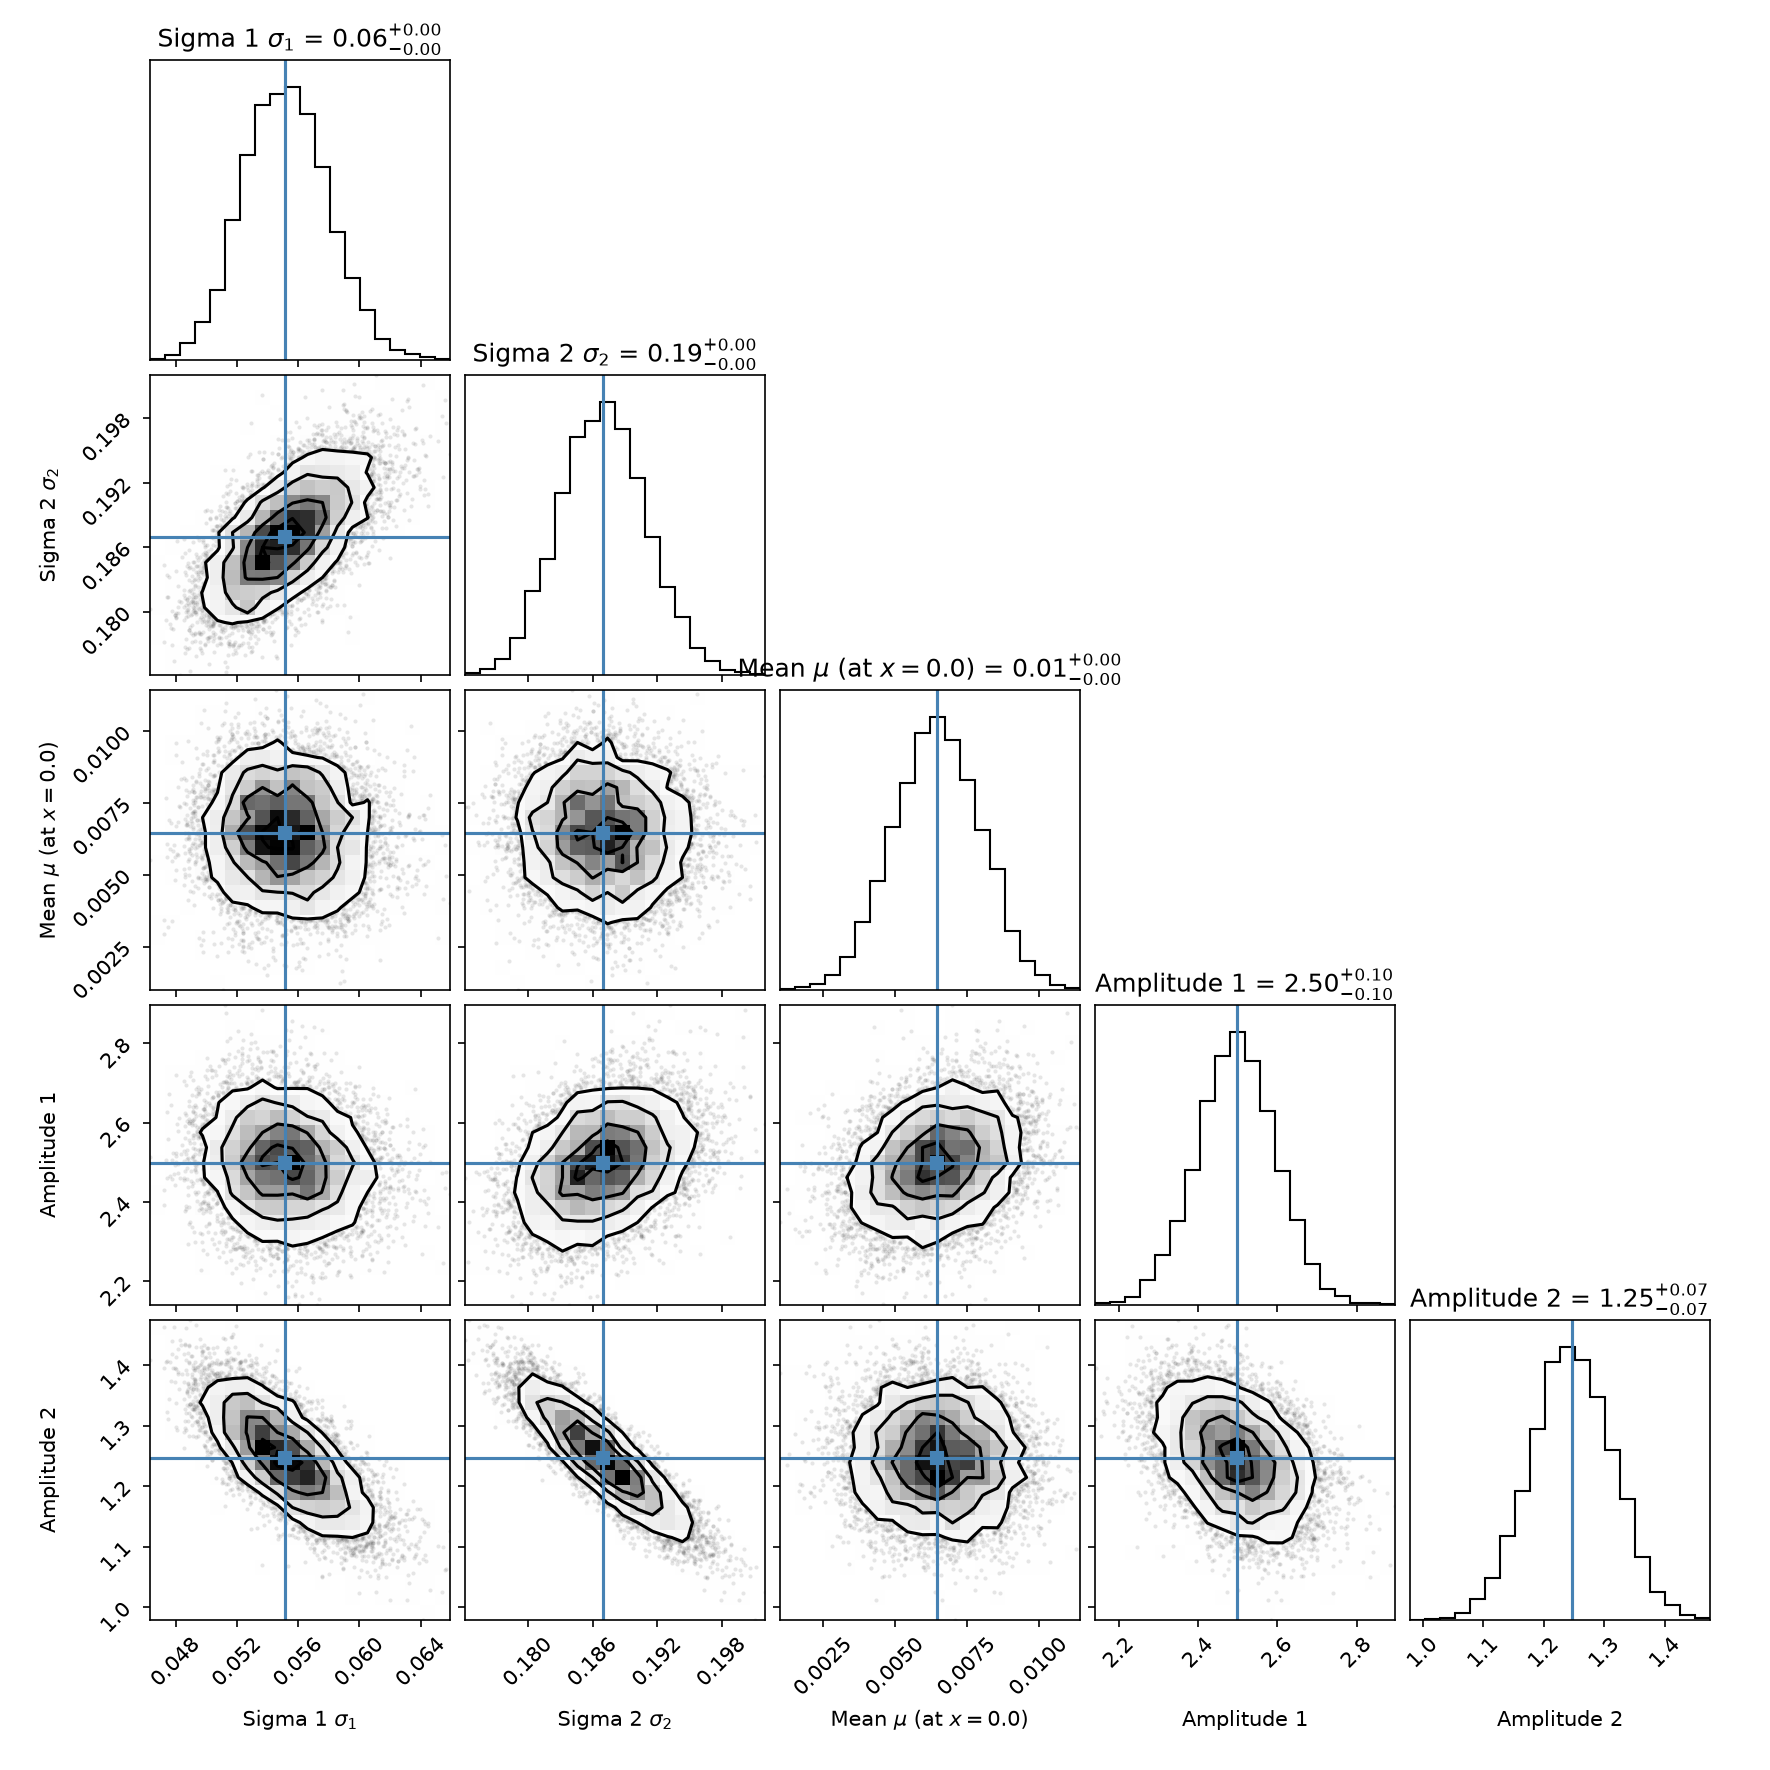 Sigma 1 σ₁ = 0.06 +0.00 −0.00
Sigma 2 σ₂ = 0.19 +0.00 −0.00
0.198
0.192
0.186
0.180
Sigma 2 σ₂
Mean μ (at x = 0.0) = 0.01 +0.00 −0.00
0.0100
0.0075
0.0050
0.0025
Mean μ (at x = 0.0)
Amplitude 1 = 2.50 +0.10 −0.10
2.8
2.6
2.4
2.2
Amplitude 1
Amplitude 2 = 1.25 +0.07 −0.07
1.4
1.3
1.2
1.1
1.0
Amplitude 2
0.048 0.052 0.056 0.060 0.064
0.180 0.186 0.192 0.198
0.0025 0.0050 0.0075 0.0100
2.2 2.4 2.6 2.8
1.0 1.1 1.2 1.3 1.4
Sigma 1 σ₁
Sigma 2 σ₂
Mean μ (at x = 0.0)
Amplitude 1
Amplitude 2